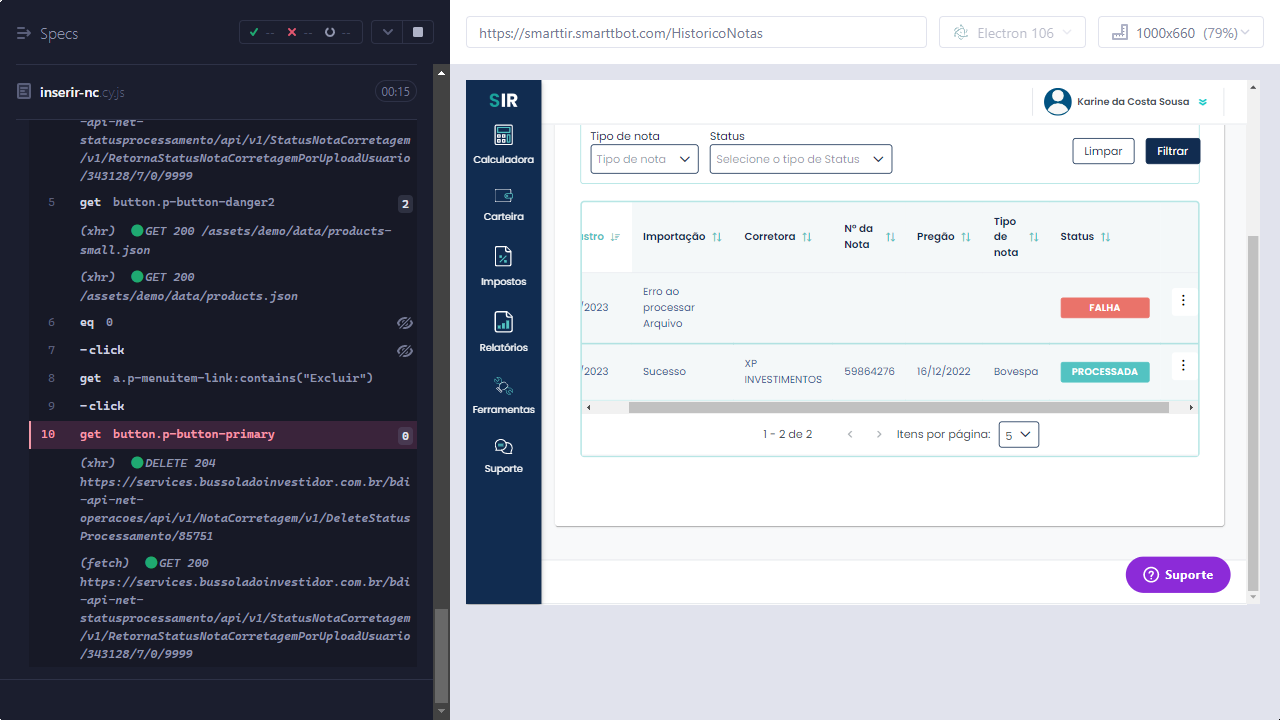 Specs
--
--
--
https://smarttir.smarttbot.com/HistoricoNotas
Electron 106
1000x660 (79%)
inserir-nc.cy.js
00:15
-api-net-
statusprocessamento/api/v1/StatusNotaCorretagem
/v1/RetornaStatusNotaCorretagemPorUploadUsuario
/343128/7/0/9999
5 get button.p-button-danger2 2
(xhr) GET 200 /assets/demo/data/products-
small.json
(xhr) GET 200
/assets/demo/data/products.json
6 eq 0
7 -click
8 get a.p-menuitem-link:contains("Excluir")
9 -click
10 get button.p-button-primary 0
(xhr) DELETE 204
https://services.bussoladoinvestidor.com.br/bdi
-api-net-
operacoes/api/v1/NotaCorretagem/v1/DeleteStatus
Processamento/85751
(fetch) GET 200
https://services.bussoladoinvestidor.com.br/bdi
-api-net-
statusprocessamento/api/v1/StatusNotaCorretagem
/v1/RetornaStatusNotaCorretagemPorUploadUsuario
/343128/7/0/9999
SIR
Calculadora
Carteira
Impostos
Relatórios
Ferramentas
Suporte
Karine da Costa Sousa
Tipo de nota
Status
Tipo de nota
Selecione o tipo de Status
Limpar
Filtrar
stro
Importação
Corretora
Nº da
Nota
Pregão
Tipo
de
nota
Status
/2023
Erro ao
processar
Arquivo
FALHA
/2023
Sucesso
XP
INVESTIMENTOS
59864276
16/12/2022
Bovespa
PROCESSADA
1 - 2 de 2
Itens por página:
5
Suporte